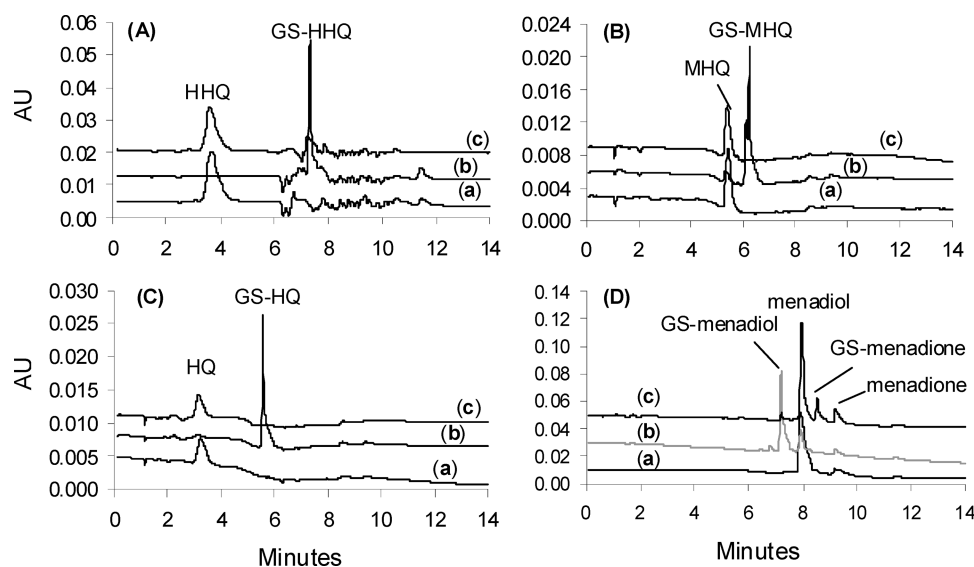 (A)
GS-HHQ
HHQ
AU
0.06
0.05
0.04
0.03
0.02
0.01
0.00
(c)
(b)
(a)
0 2 4 6 8 10 12 14
(B)
GS-MHQ
MHQ
0.024
0.020
0.016
0.012
0.008
0.004
0.000
(c)
(b)
(a)
0 2 4 6 8 10 12 14
(C)
GS-HQ
HQ
AU
0.030
0.025
0.020
0.015
0.010
0.005
0.000
(c)
(b)
(a)
0 2 4 6 8 10 12 14
Minutes
(D)
menadiol
GS-menadiol
GS-menadione
menadione
0.14
0.12
0.10
0.08
0.06
0.04
0.02
0.00
(c)
(b)
(a)
0 2 4 6 8 10 12 14
Minutes